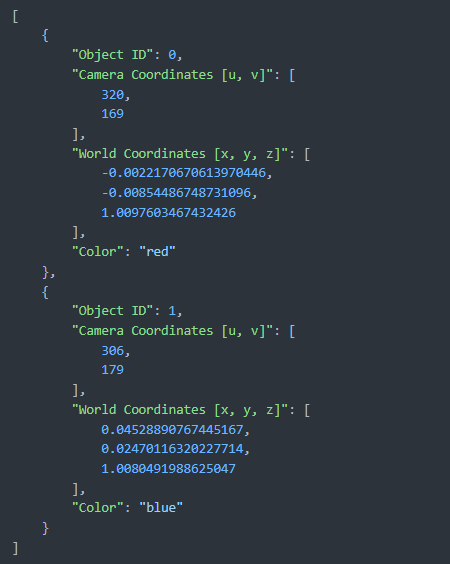 [
    {
        "Object ID": 0,
        "Camera Coordinates [u, v]": [
            320,
            169
        ],
        "World Coordinates [x, y, z]": [
            -0.0022170670613970446,
            -0.00854486748731096,
            1.0097603467432426
        ],
        "Color": "red"
    },
    {
        "Object ID": 1,
        "Camera Coordinates [u, v]": [
            306,
            179
        ],
        "World Coordinates [x, y, z]": [
            0.04528890767445167,
            0.02470116320227714,
            1.0080491988625047
        ],
        "Color": "blue"
    }
]